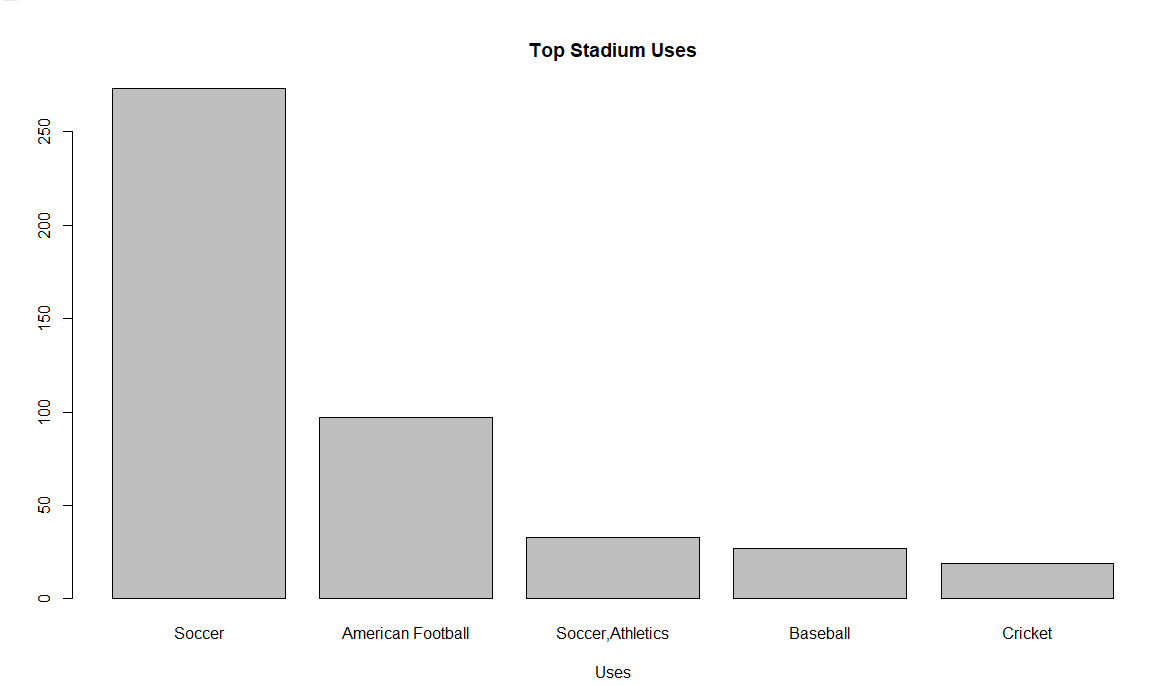 Top Stadium Uses
250
200
150
100
50
0
Soccer
American Football
Soccer,Athletics
Baseball
Cricket
Uses